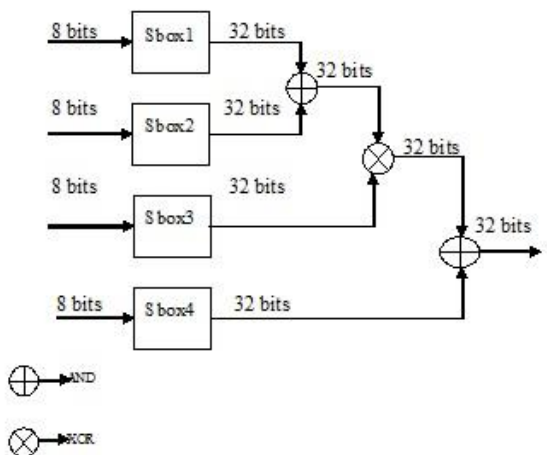 8 bits
Sbox1
32 bits
32 bits
8 bits
Sbox2
32 bits
8 bits
Sbox3
32 bits
32 bits
32 bits
8 bits
Sbox4
32 bits
AND
XOR